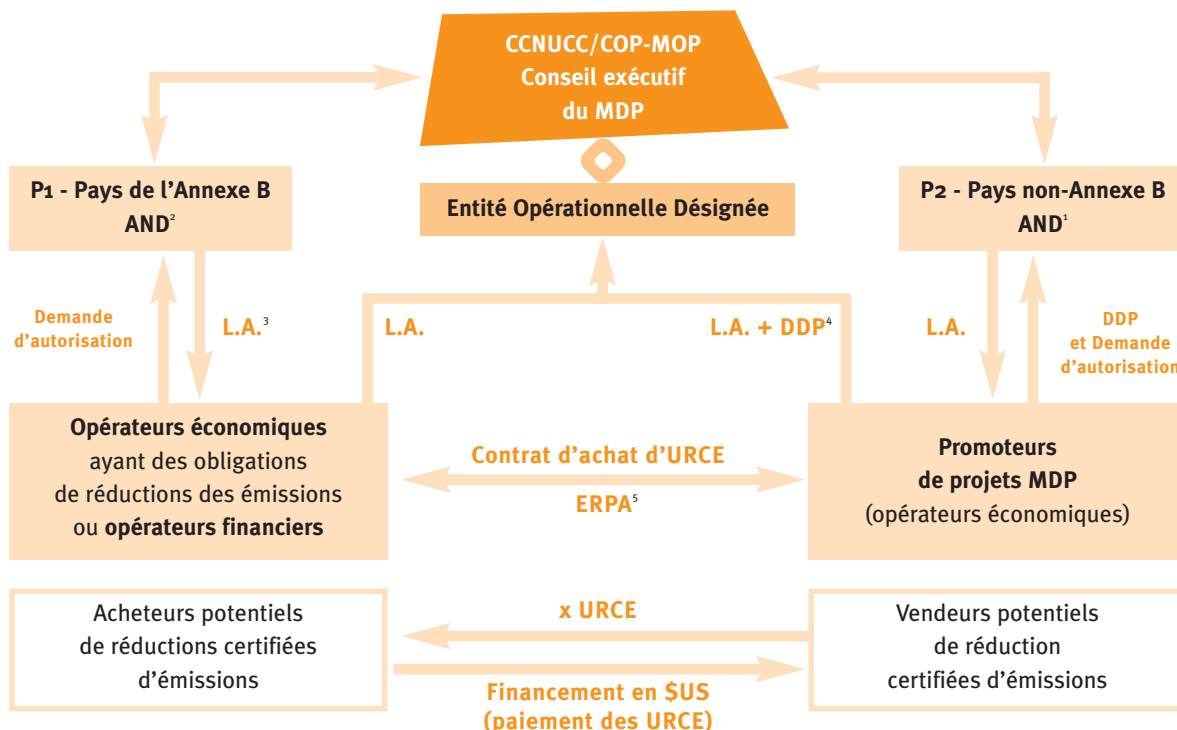 CCNUCC/COP-MOP
Conseil exécutif
du MDP
P1 - Pays de l’Annexe B
AND²
Entité Opérationnelle Désignée
P2 - Pays non-Annexe B
AND¹
Demande
d’autorisation
L.A.³
L.A.
L.A. + DDP⁴
L.A.
DDP
et Demande
d’autorisation
Opérateurs économiques
ayant des obligations
de réductions des émissions
ou opérateurs financiers
Contrat d’achat d’URCE
ERPA⁵
Promoteurs
de projets MDP
(opérateurs économiques)
Acheteurs potentiels
de réductions certifiées
d’émissions
x URCE
Financement en $US
(paiement des URCE)
Vendeurs potentiels
de réduction
certifiées d’émissions